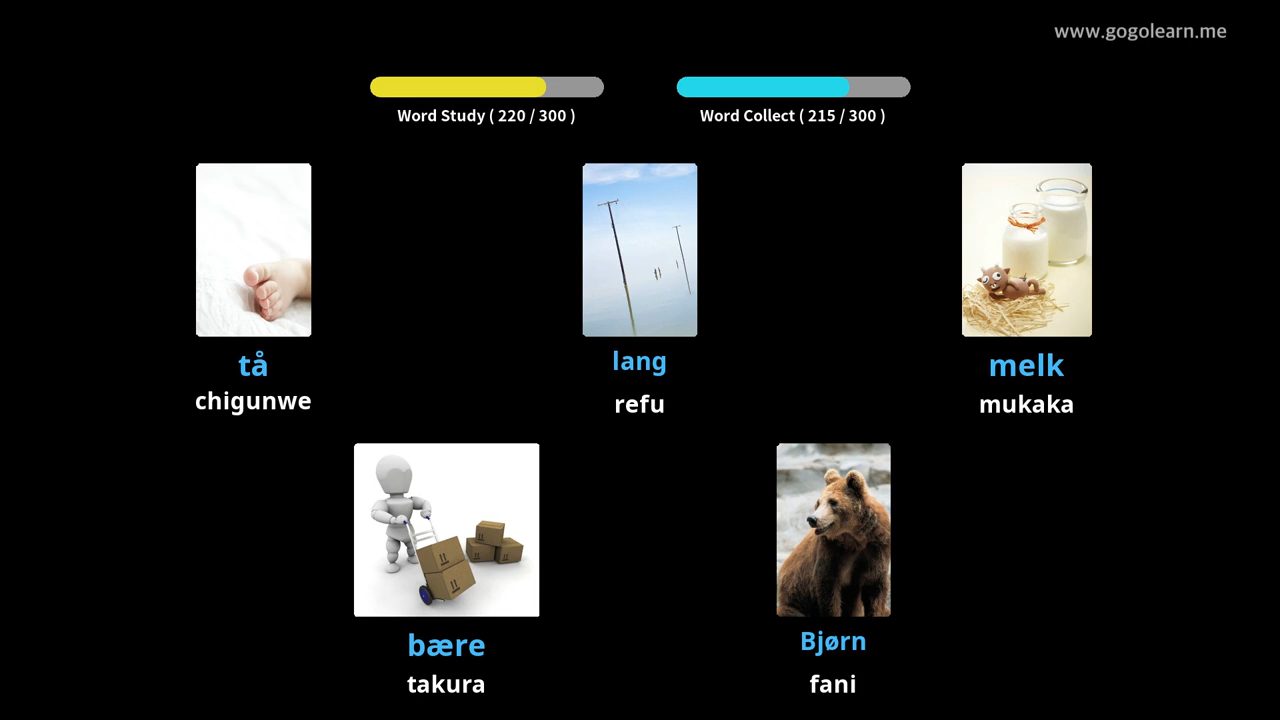 www.gogolearn.me
Word Study ( 220 / 300 )
Word Collect ( 215 / 300 )
tå
chigunwe
lang
refu
melk
mukaka
bære
takura
Bjørn
fani